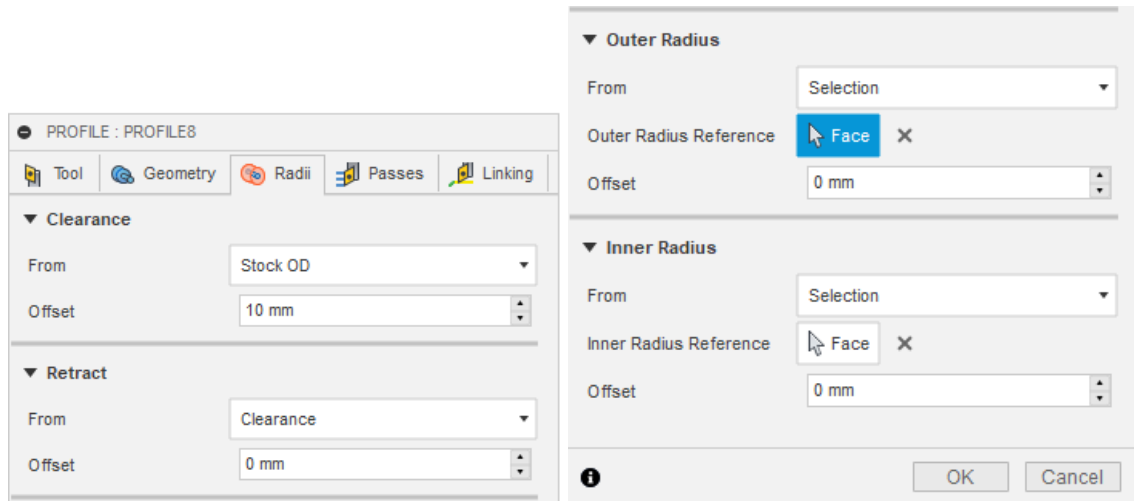 PROFILE : PROFILE8
Tool Geometry Radii Passes Linking
Clearance
From Stock OD
Offset 10 mm
Retract
From Clearance
Offset 0 mm
Outer Radius
From Selection
Outer Radius Reference Face
Offset 0 mm
Inner Radius
From Selection
Inner Radius Reference Face
Offset 0 mm
OK Cancel